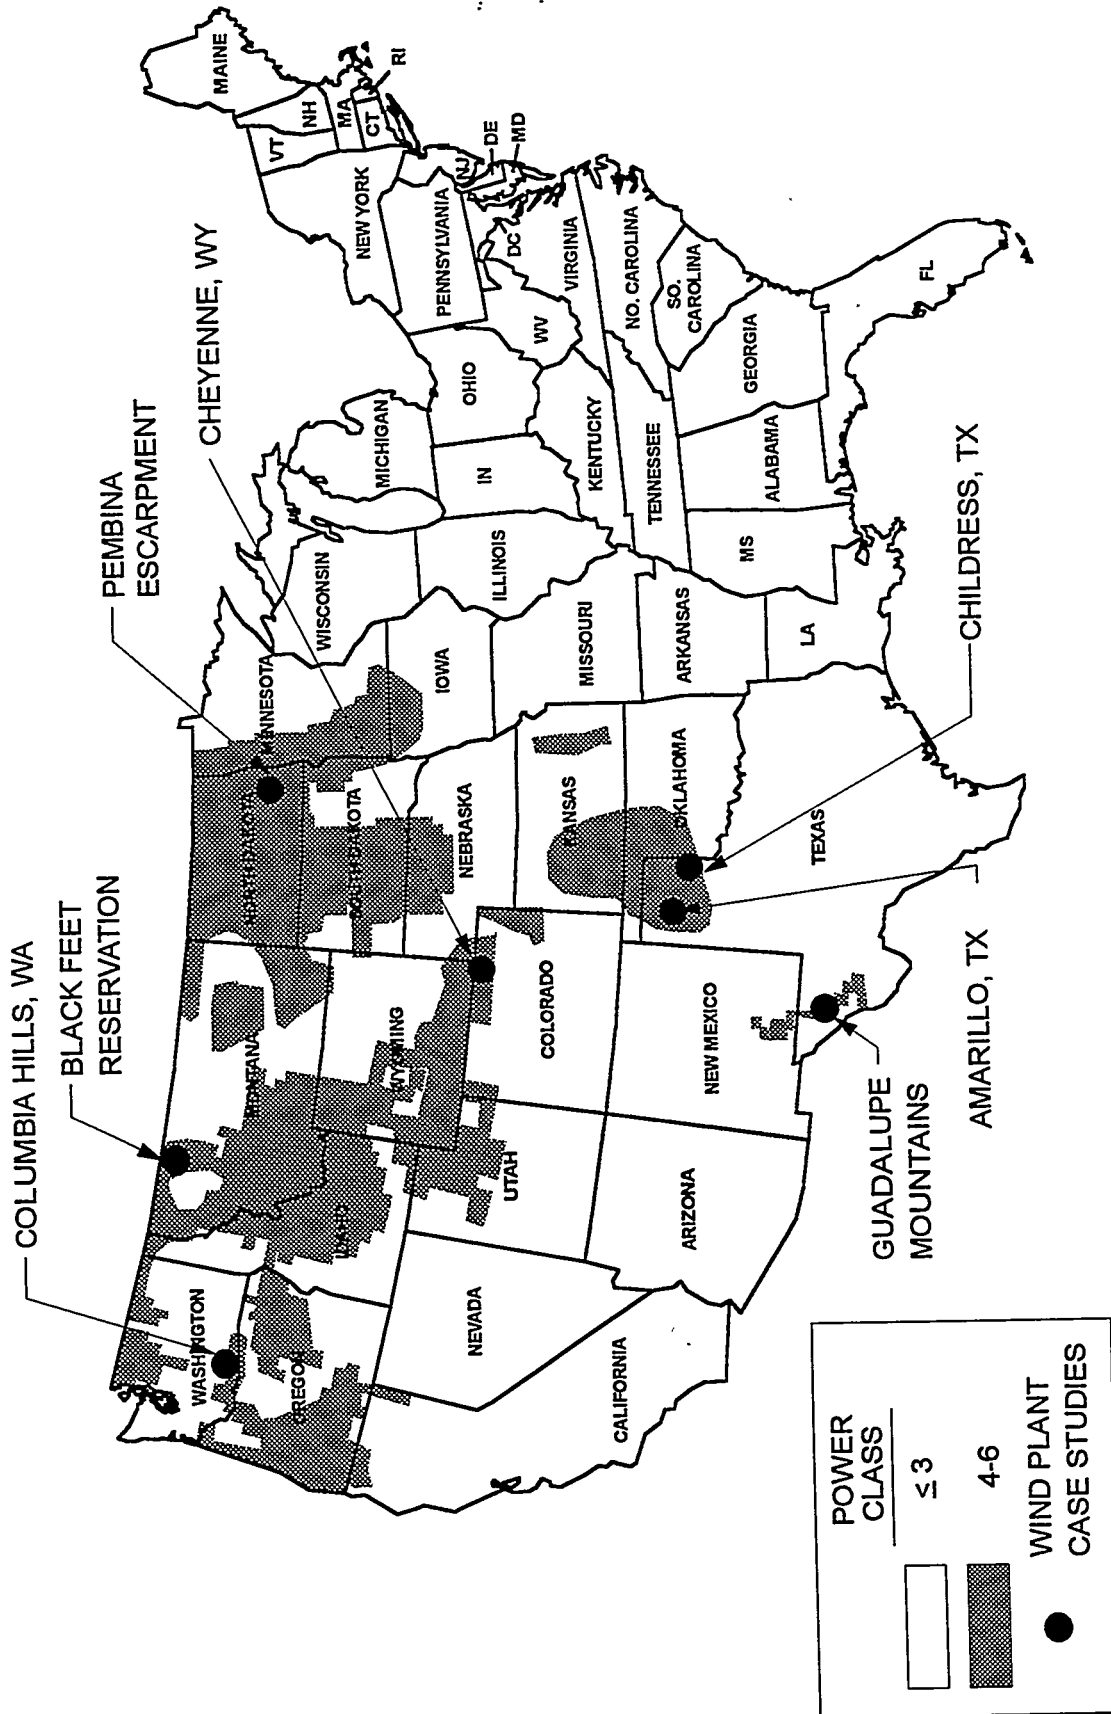 COLUMBIA HILLS, WA
BLACK FEET
RESERVATION
PEMBINA
ESCARPMENT
CHEYENNE, WY
WASHINGTON
OREGON
CALIFORNIA
NEVADA
IDAHO
MONTANA
WYOMING
UTAH
ARIZONA
COLORADO
NEW MEXICO
NORTH DAKOTA
SOUTH DAKOTA
NEBRASKA
KANSAS
OKLAHOMA
TEXAS
MINNESOTA
IOWA
MISSOURI
ARKANSAS
LA
WISCONSIN
ILLINOIS
MICHIGAN
IN
OHIO
KENTUCKY
TENNESSEE
MS
ALABAMA
GEORGIA
FL
SO.
CAROLINA
NO. CAROLINA
VIRGINIA
WV
DC
PENNSYLVANIA
NEW YORK
NJ
DE
MD
VT
NH
MA
CT
RI
MAINE
GUADALUPE
MOUNTAINS
AMARILLO, TX
CHILDRESS, TX
POWER
CLASS
≤ 3
4-6
WIND PLANT
CASE STUDIES